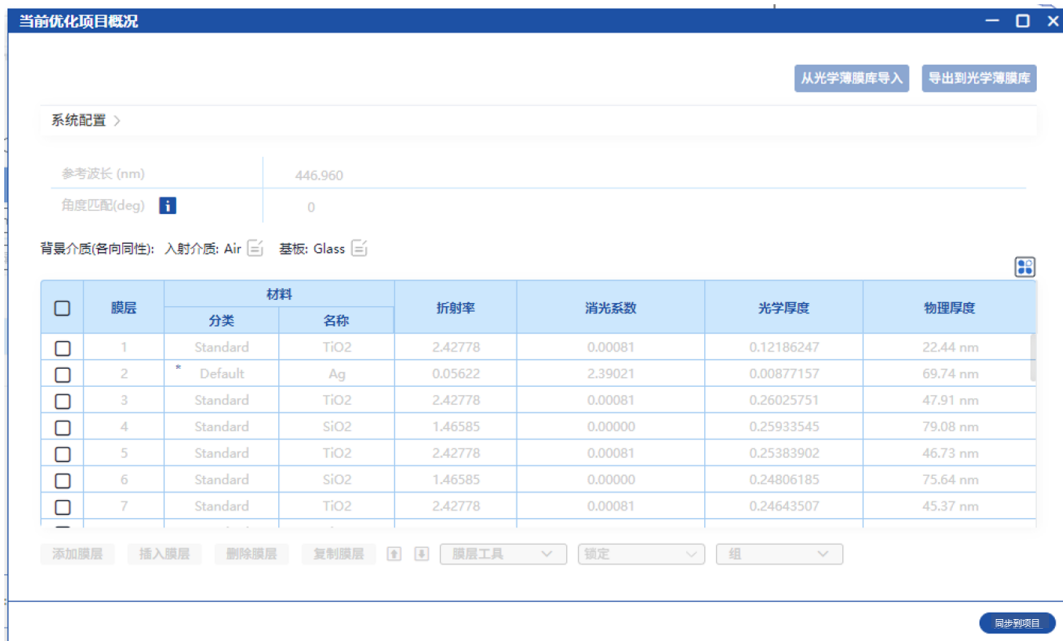 当前优化项目概况
从光学薄膜库导入 导出到光学薄膜库
系统配置
参考波长 (nm) 446.960
角度匹配(deg) i 0
背景介质(各向同性): 入射介质: Air 基板: Glass
膜层 材料 折射率 消光系数 光学厚度 物理厚度
分类 名称
1 Standard TiO2 2.42778 0.00081 0.12186247 22.44 nm
2 * Default Ag 0.05622 2.39021 0.00877157 69.74 nm
3 Standard TiO2 2.42778 0.00081 0.26025751 47.91 nm
4 Standard SiO2 1.46585 0.00000 0.25933545 79.08 nm
5 Standard TiO2 2.42778 0.00081 0.25383902 46.73 nm
6 Standard SiO2 1.46585 0.00000 0.24806185 75.64 nm
7 Standard TiO2 2.42778 0.00081 0.24643507 45.37 nm
添加膜层 插入膜层 删除膜层 复制膜层 膜层工具 锁定 组
同步到项目